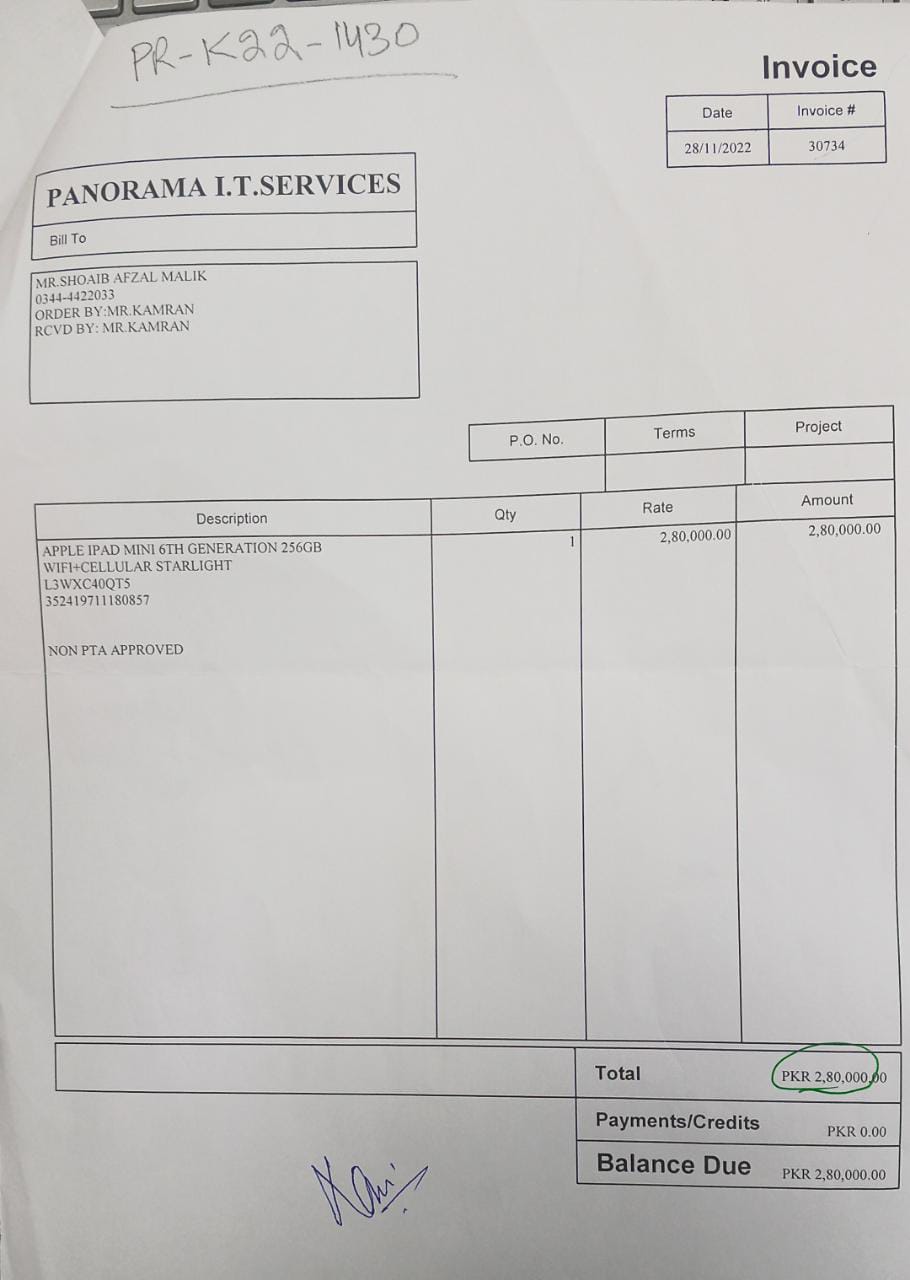 PR-K22-1430
Invoice
Date Invoice #
28/11/2022 30734
PANORAMA I.T.SERVICES
Bill To
MR.SHOAIB AFZAL MALIK
0344-4422033
ORDER BY:MR.KAMRAN
RCVD BY: MR.KAMRAN
P.O. No. Terms Project
Description Qty Rate Amount
APPLE IPAD MINI 6TH GENERATION 256GB 1 2,80,000.00 2,80,000.00
WIFI+CELLULAR STARLIGHT
L3WXC40QT5
352419711180857
NON PTA APPROVED
Total PKR 2,80,000.00
Payments/Credits PKR 0.00
Balance Due PKR 2,80,000.00